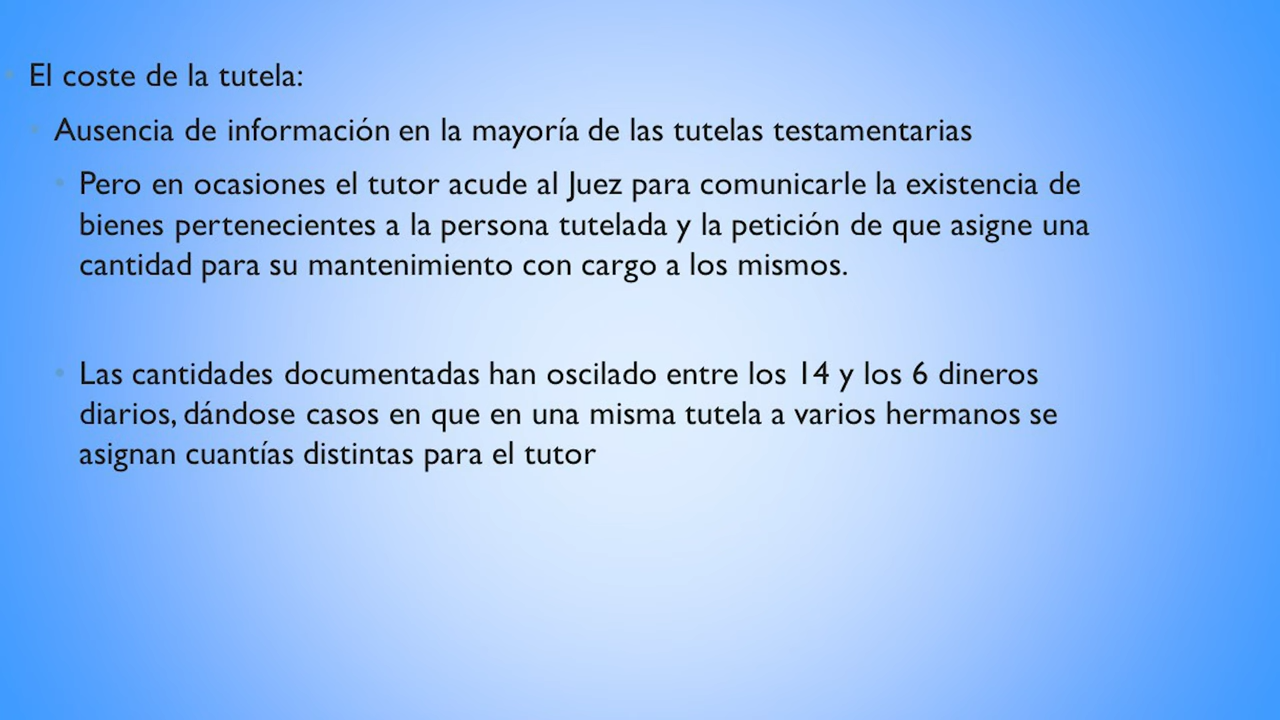 El coste de la tutela:
Ausencia de información en la mayoría de las tutelas testamentarias
Pero en ocasiones el tutor acude al Juez para comunicarle la existencia de
bienes pertenecientes a la persona tutelada y la petición de que asigne una
cantidad para su mantenimiento con cargo a los mismos.
Las cantidades documentadas han oscilado entre los 14 y los 6 dineros
diarios, dándose casos en que en una misma tutela a varios hermanos se
asignan cuantías distintas para el tutor